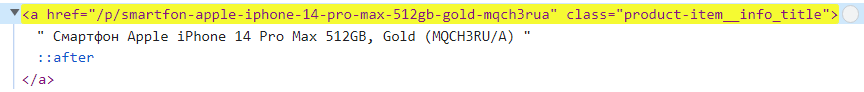 <a href="/p/smartfon-apple-iphone-14-pro-max-512gb-gold-mqch3rua" class="product-item__info_title">
" Смартфон Apple iPhone 14 Pro Max 512GB, Gold (MQCH3RU/A) "
::after
</a>